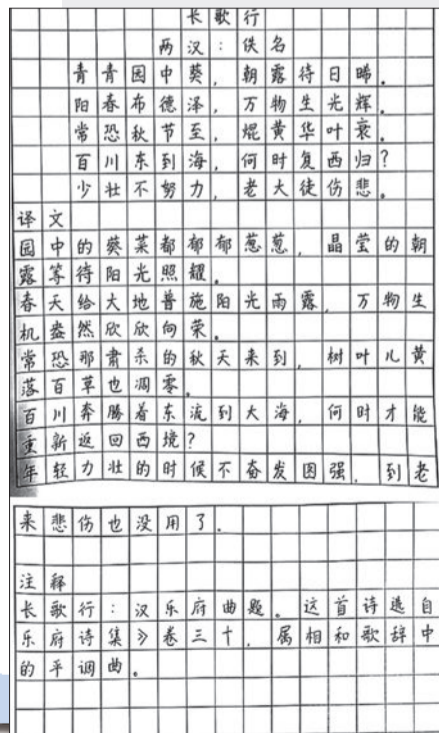 长歌行
两汉：佚名
青青园中葵，朝露待日晞。
阳春布德泽，万物生光辉。
常恐秋节至，焜黄华叶衰。
百川东到海，何时复西归？
少壮不努力，老大徒伤悲。
译文
园中的葵菜都郁郁葱葱，晶莹的朝
露等待阳光照耀。
春天给大地普施阳光雨露，万物生
机盎然欣欣向荣。
常恐那肃杀的秋天来到，树叶儿黄
落百草也凋零。
百川奔腾着东流到大海，何时才能
重新返回西境？
年轻力壮的时候不奋发图强，到老
来悲伤也没用了。
注释
长歌行：汉乐府曲题。这首诗选自
乐府诗集》卷三十，属相和歌辞中
的平调曲。